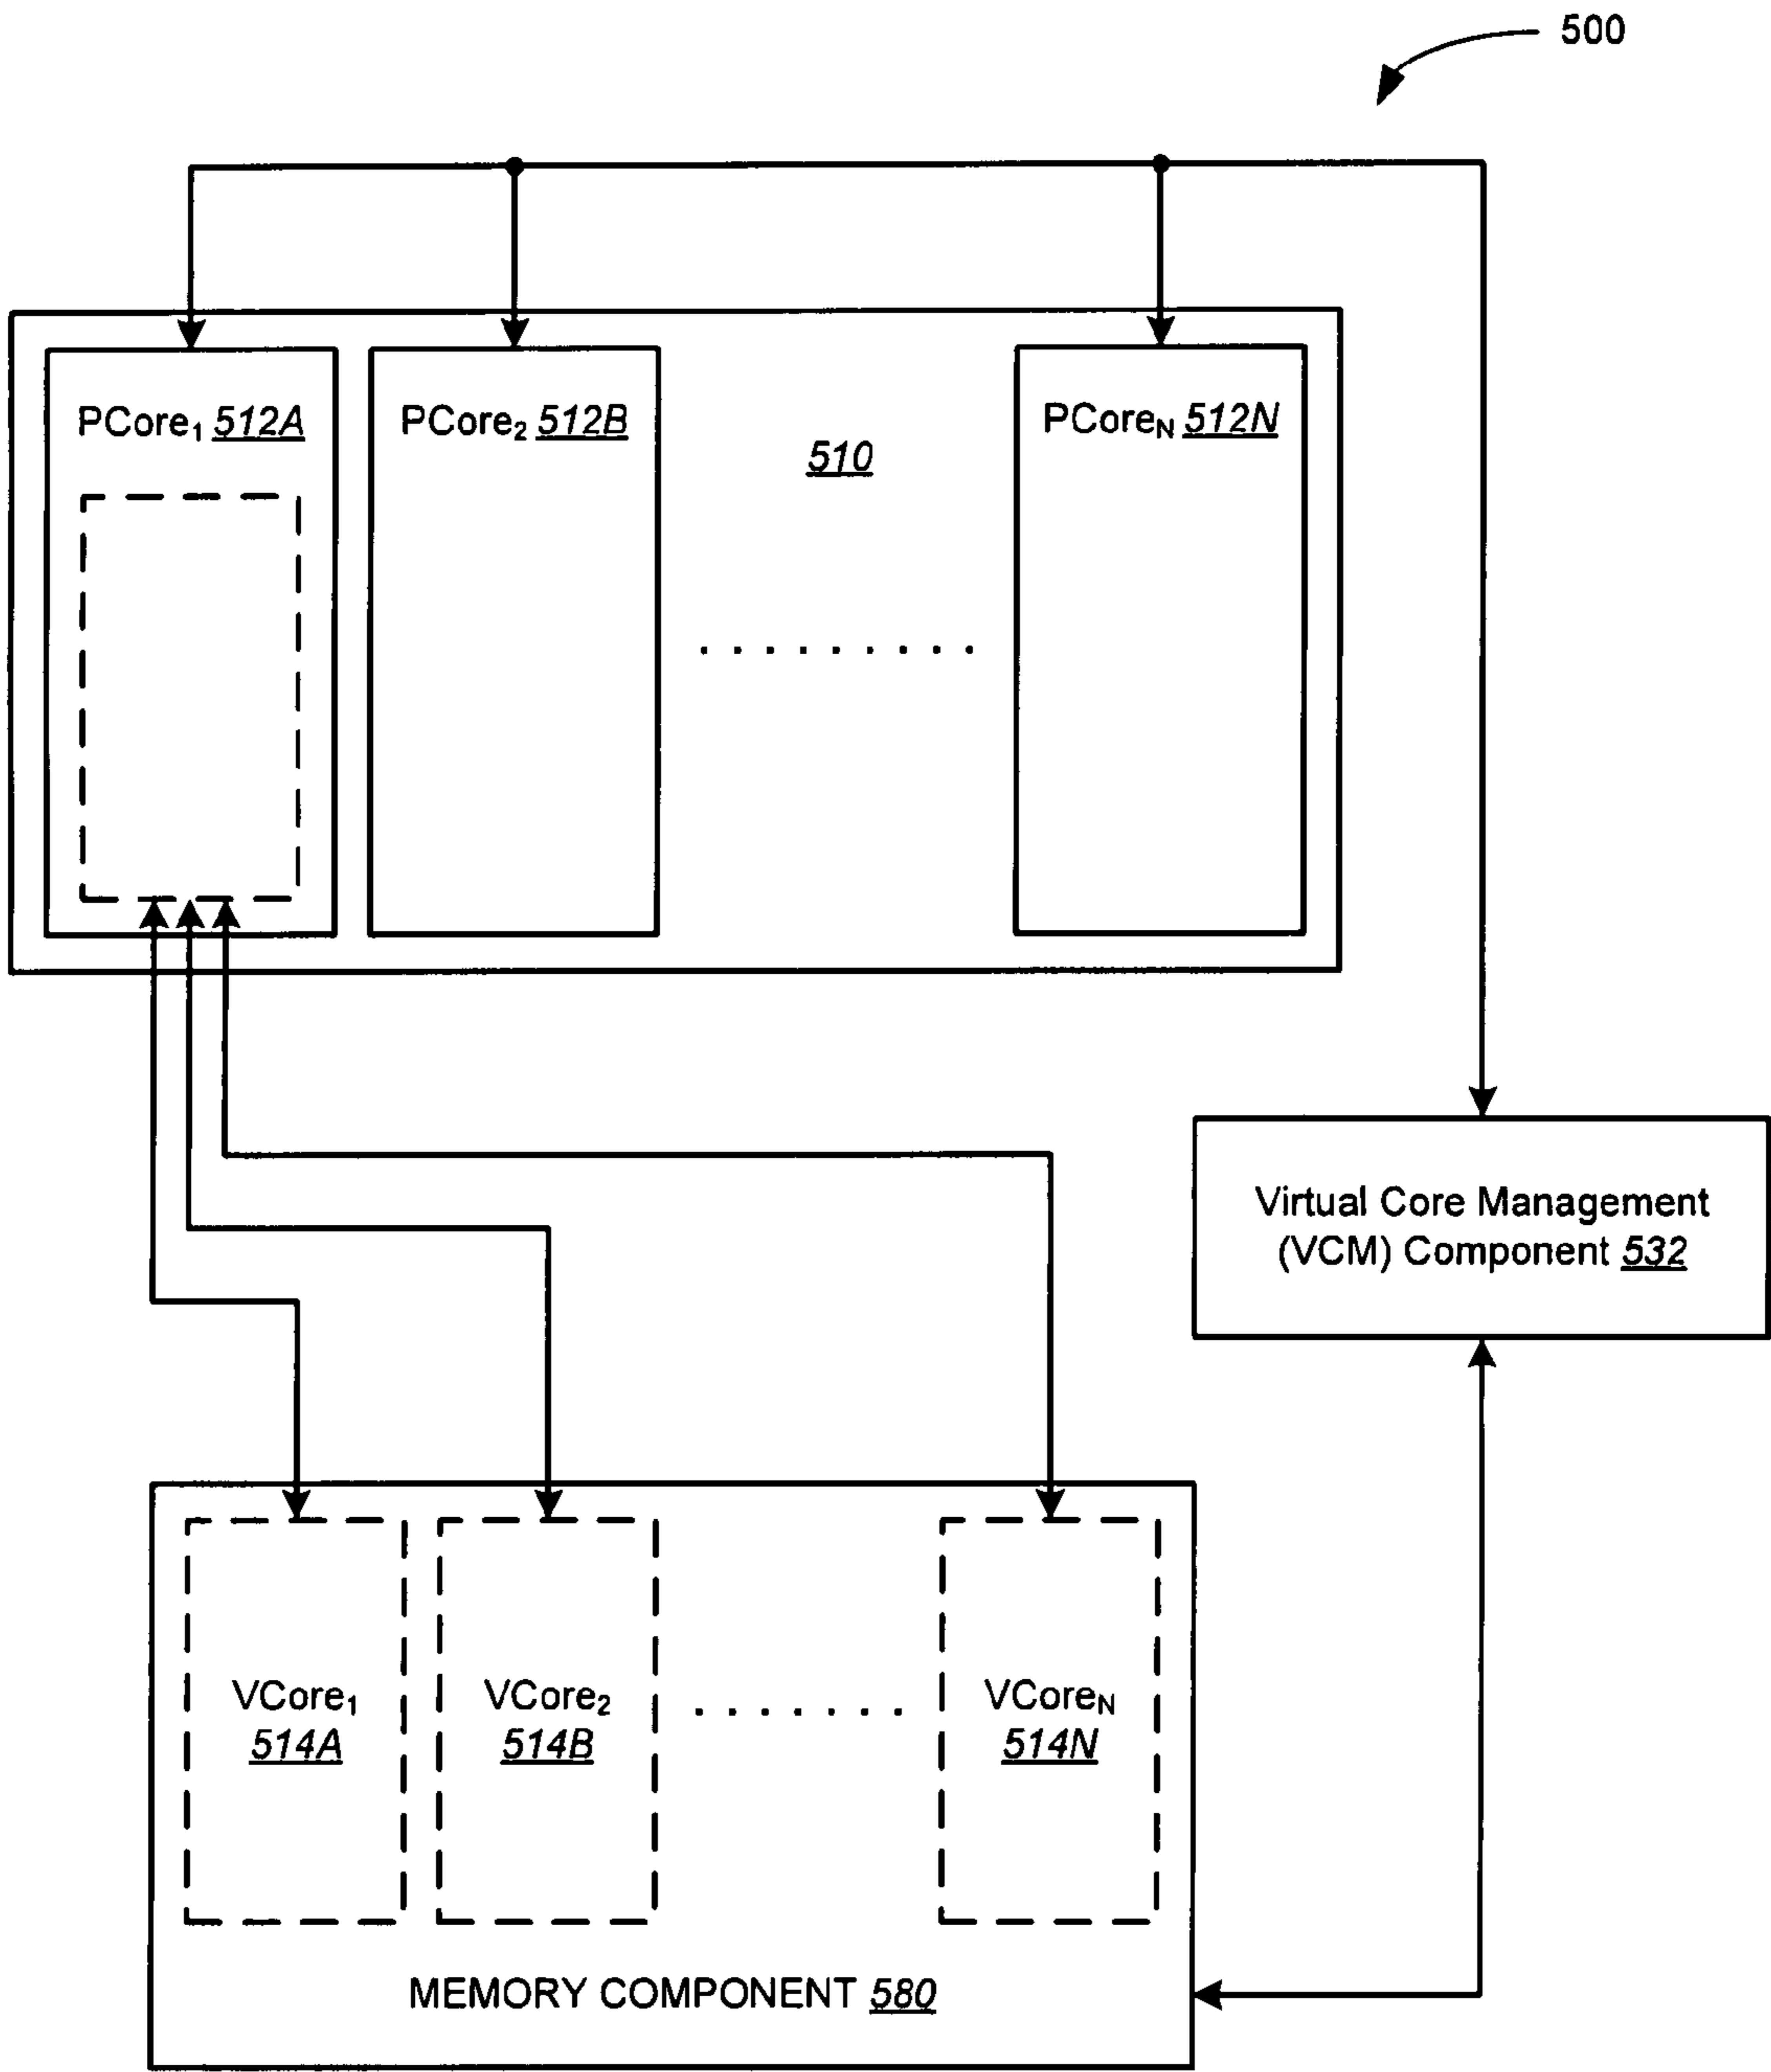 500
PCore₁ 512A
PCore₂ 512B
510
PCoreN 512N
Virtual Core Management
(VCM) Component 532
VCore₁
514A
VCore₂
514B
VCoreN
514N
MEMORY COMPONENT 580